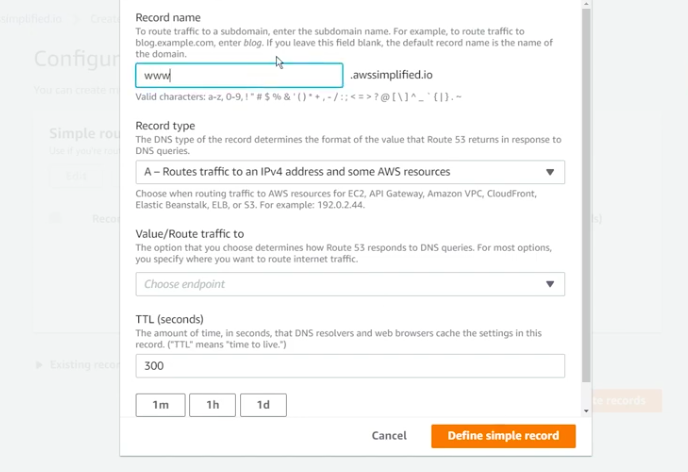 simplified.io > Create
Record name
To route traffic to a subdomain, enter the subdomain name. For example, to route traffic to
blog.example.com, enter blog. If you leave this field blank, the default record name is the name of
the domain.
Configur
You can create m
www .awssimplified.io
Valid characters: a-z, 0-9, ! " # $ % & ' ( ) * + , - / : ; < = > ? @ [ \ ] ^ _ ` { | } . ~
Simple rou
Record type
The DNS type of the record determines the format of the value that Route 53 returns in response to
DNS queries.
A – Routes traffic to an IPv4 address and some AWS resources
Choose when routing traffic to AWS resources for EC2, API Gateway, Amazon VPC, CloudFront,
Elastic Beanstalk, ELB, or S3. For example: 192.0.2.44.
Recor
Value/Route traffic to
The option that you choose determines how Route 53 responds to DNS queries. For most options,
you specify where you want to route internet traffic.
Choose endpoint
TTL (seconds)
The amount of time, in seconds, that DNS resolvers and web browsers cache the settings in this
record. ("TTL" means "time to live.")
300
Existing recor
1m 1h 1d
te records
Cancel Define simple record